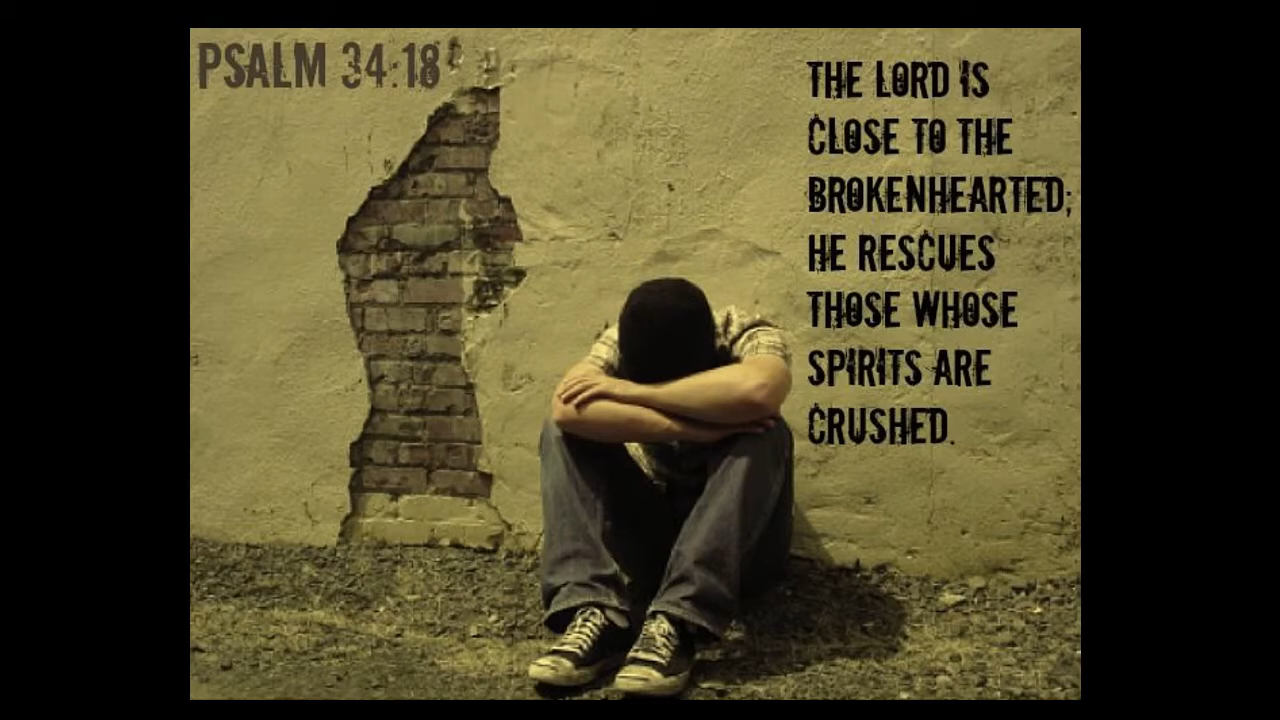 PSALM 34:18
THE LORD IS
CLOSE TO THE
BROKENHEARTED;
HE RESCUES
THOSE WHOSE
SPIRITS ARE
CRUSHED.